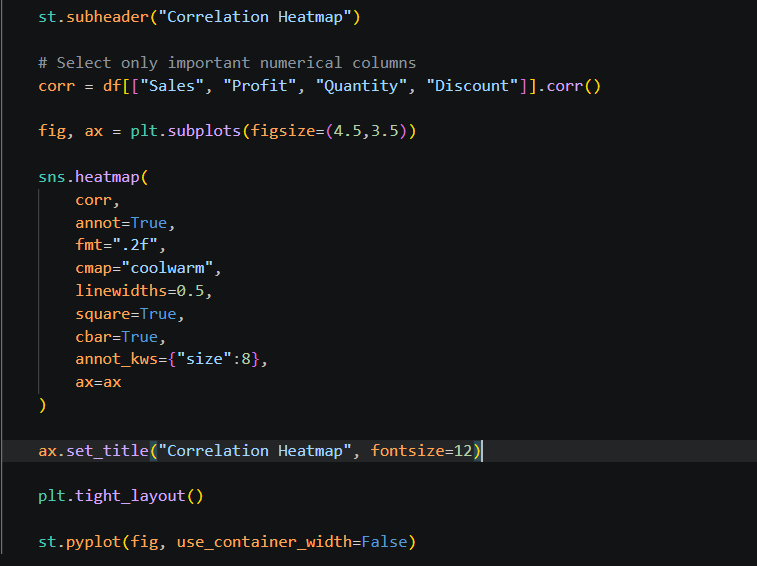 st.subheader("Correlation Heatmap")
# Select only important numerical columns
corr = df[["Sales", "Profit", "Quantity", "Discount"]].corr()
fig, ax = plt.subplots(figsize=(4.5,3.5))
sns.heatmap(
corr,
annot=True,
fmt=".2f",
cmap="coolwarm",
linewidths=0.5,
square=True,
cbar=True,
annot_kws={"size":8},
ax=ax
)
ax.set_title("Correlation Heatmap", fontsize=12)
plt.tight_layout()
st.pyplot(fig, use_container_width=False)